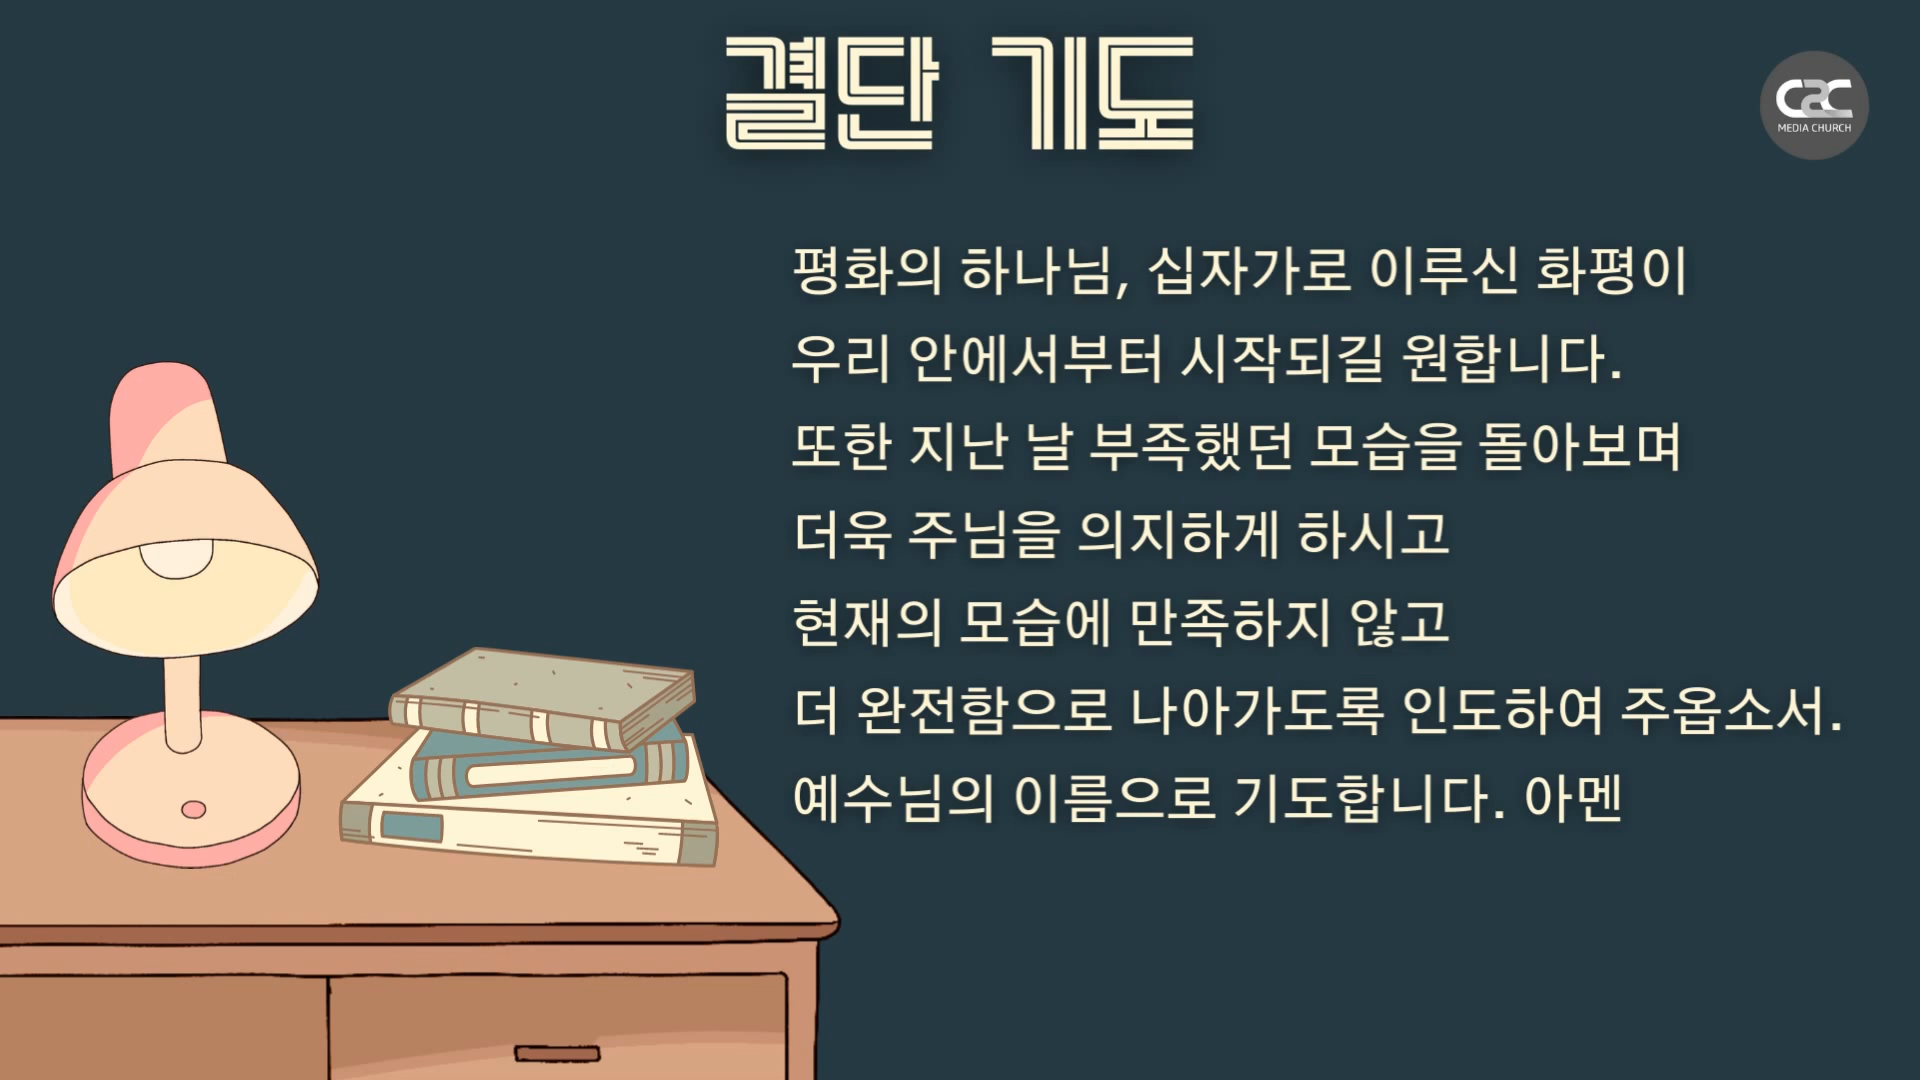 결단 기도
C2C
MEDIA CHURCH
평화의 하나님, 십자가로 이루신 화평이
우리 안에서부터 시작되길 원합니다.
또한 지난 날 부족했던 모습을 돌아보며
더욱 주님을 의지하게 하시고
현재의 모습에 만족하지 않고
더 완전함으로 나아가도록 인도하여 주옵소서.
예수님의 이름으로 기도합니다. 아멘